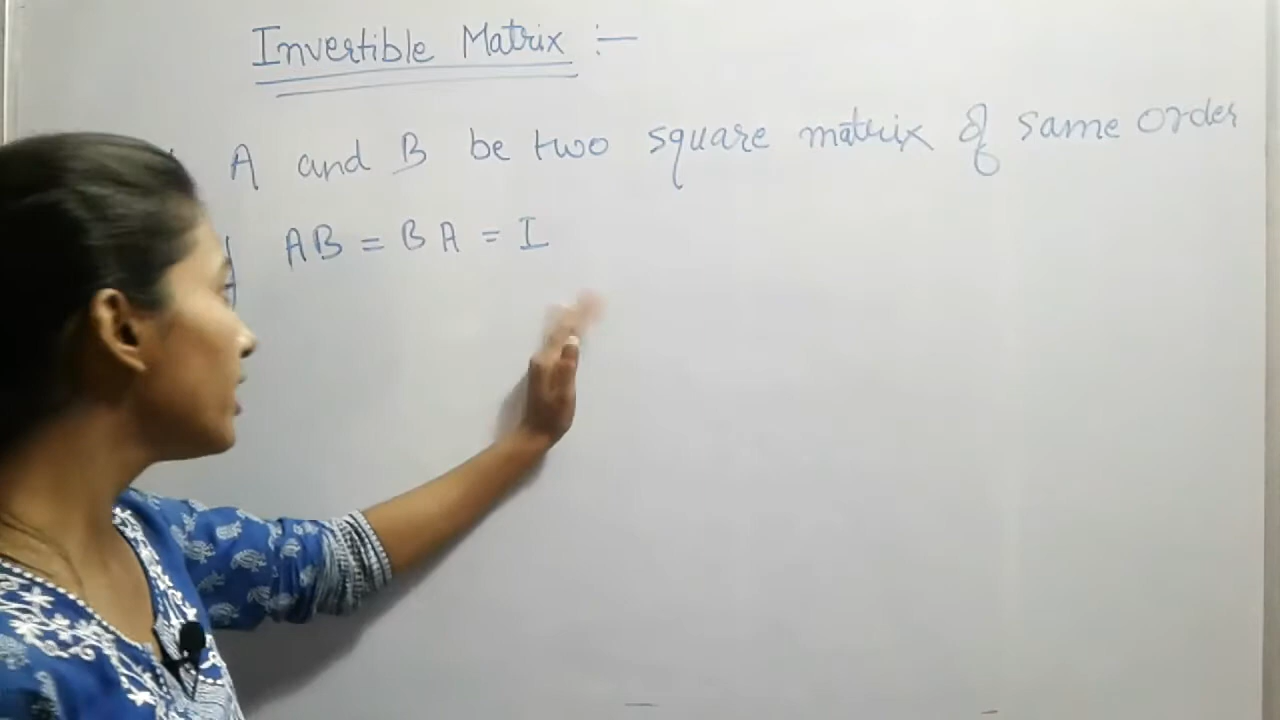 Invertible Matrix :-
A and B be two square matrix of same order
AB = BA = I